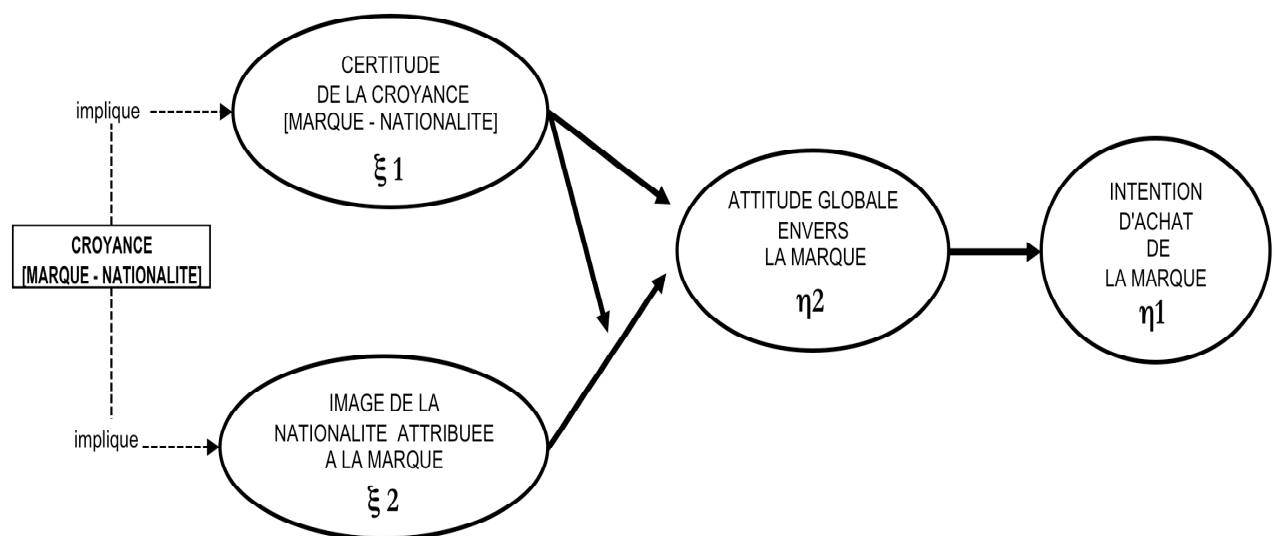 CERTITUDE
DE LA CROYANCE
[MARQUE - NATIONALITE]
ξ 1
implique
CROYANCE
[MARQUE - NATIONALITE]
implique
IMAGE DE LA
NATIONALITE ATTRIBUEE
A LA MARQUE
ξ 2
ATTITUDE GLOBALE
ENVERS
LA MARQUE
η2
INTENTION
D'ACHAT
DE
LA MARQUE
η1